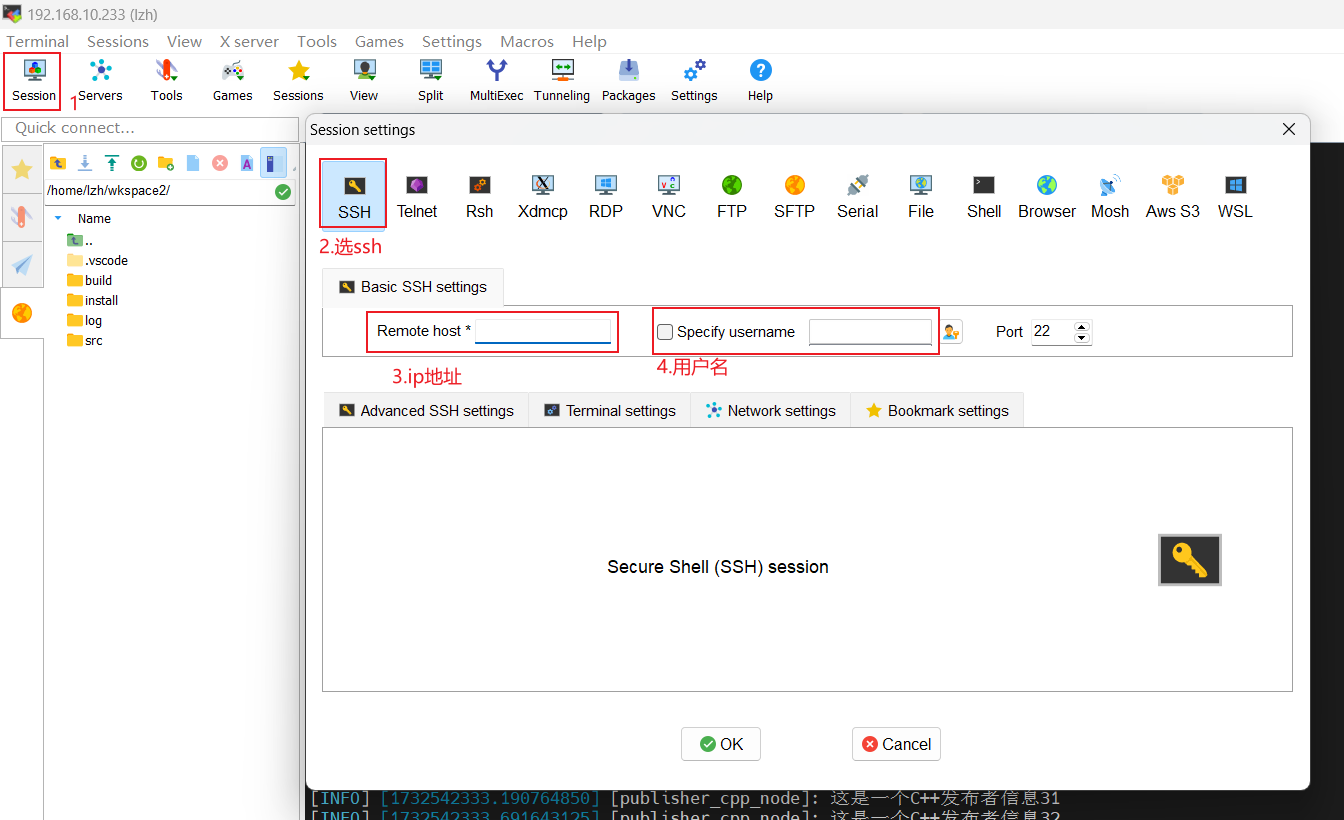 192.168.10.233 (lzh)
Terminal Sessions View X server Tools Games Settings Macros Help
Session Servers Tools Games Sessions View Split MultiExec Tunneling Packages Settings Help
1
Quick connect...
Session settings
/home/lzh/wkspace2/
Name
..
.vscode
build
install
log
src
SSH Telnet Rsh Xdmcp RDP VNC FTP SFTP Serial File Shell Browser Mosh Aws S3 WSL
2.选ssh
Basic SSH settings
Remote host * Specify username Port 22
3.ip地址
4.用户名
Advanced SSH settings Terminal settings Network settings Bookmark settings
Secure Shell (SSH) session
OK Cancel
[INFO] [1732542333.190764850] [publisher_cpp_node]: 这是一个C++发布者信息31
[INFO] [1732542333.691643125] [publisher_cpp_node]: 这是一个C++发布者信息32